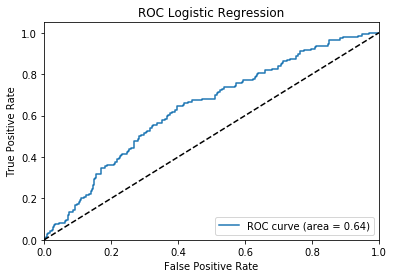 ROC Logistic Regression
True Positive Rate
1.0
0.8
0.6
0.4
0.2
0.0
ROC curve (area = 0.64)
0.0 0.2 0.4 0.6 0.8 1.0
False Positive Rate